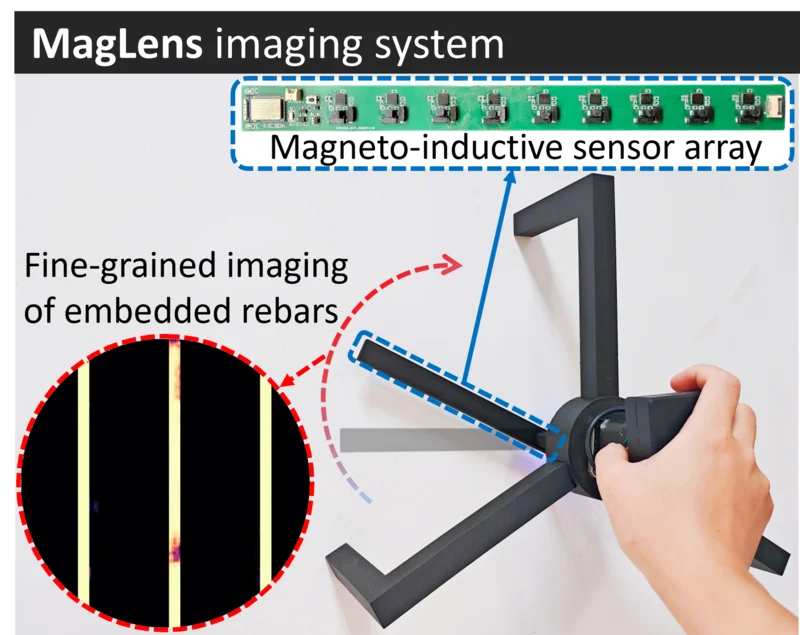 MagLens imaging system
Magneto-inductive sensor array
Fine-grained imaging
of embedded rebars